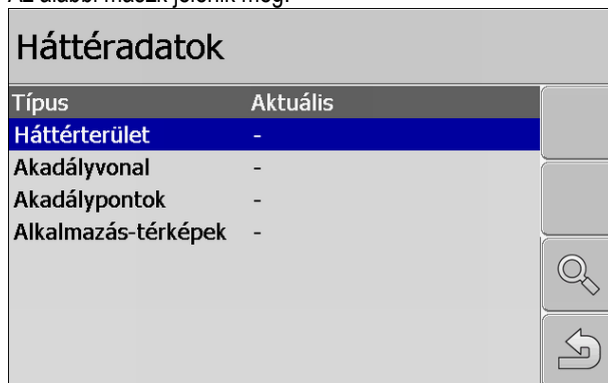 Az alábbi maszk jelenik meg:
Háttéradatok
Típus Aktuális
Háttérterület -
Akadályvonal -
Akadálypontok -
Alkalmazás-térképek -